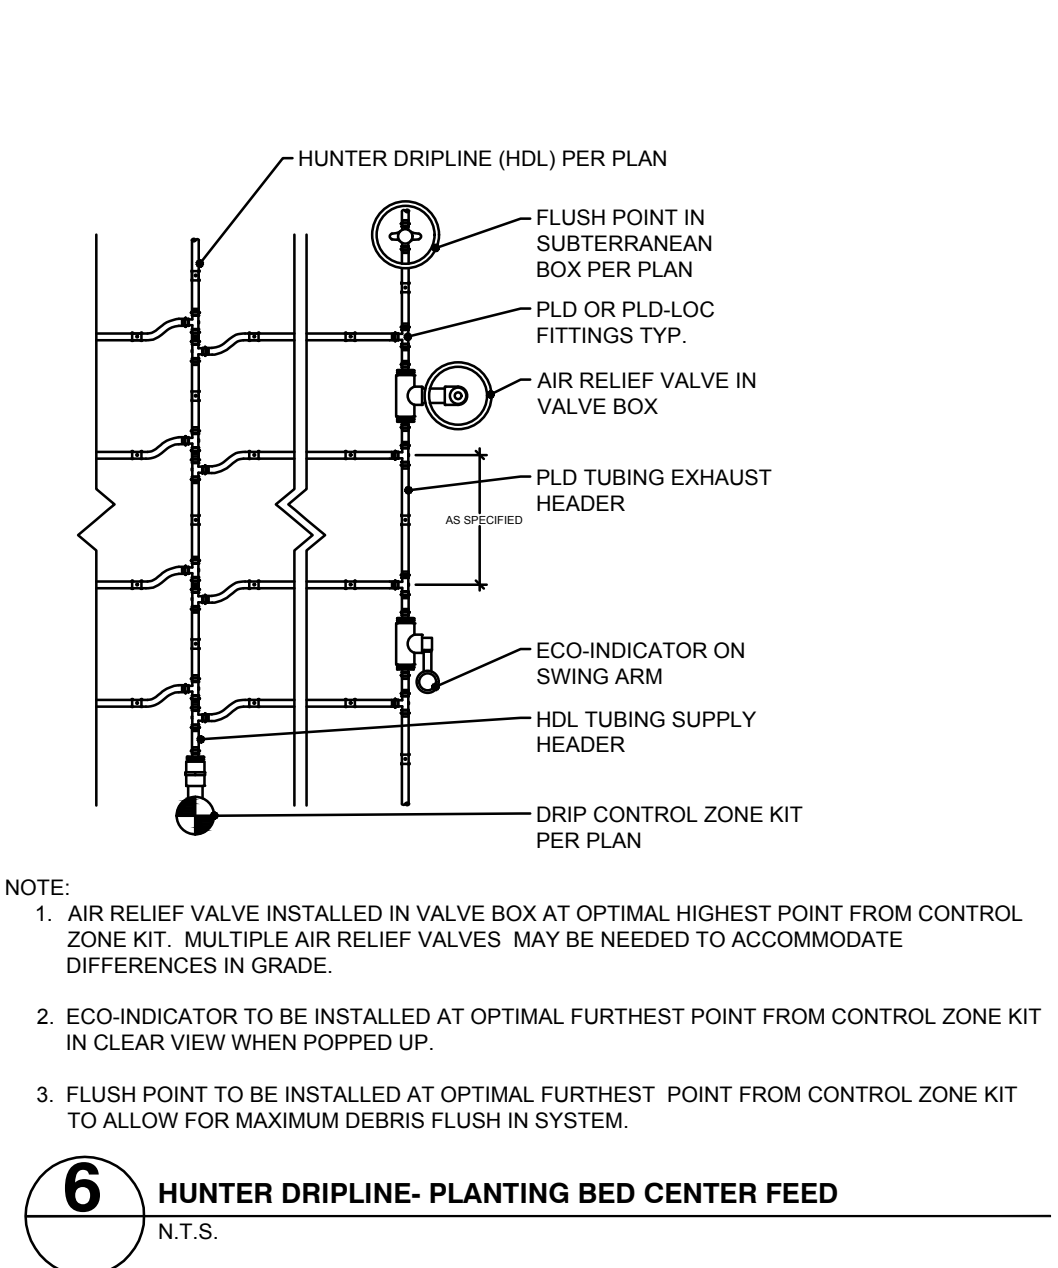 HUNTER DRIPLINE (HDL) PER PLAN
FLUSH POINT IN
SUBTERRANEAN
BOX PER PLAN
PLD OR PLD-LOC
FITTINGS TYP.
AIR RELIEF VALVE IN
VALVE BOX
PLD TUBING EXHAUST
HEADER
AS SPECIFIED
ECO-INDICATOR ON
SWING ARM
HDL TUBING SUPPLY
HEADER
DRIP CONTROL ZONE KIT
PER PLAN
NOTE:
1. AIR RELIEF VALVE INSTALLED IN VALVE BOX AT OPTIMAL HIGHEST POINT FROM CONTROL
ZONE KIT. MULTIPLE AIR RELIEF VALVES MAY BE NEEDED TO ACCOMMODATE
DIFFERENCES IN GRADE.
2. ECO-INDICATOR TO BE INSTALLED AT OPTIMAL FURTHEST POINT FROM CONTROL ZONE KIT
IN CLEAR VIEW WHEN POPPED UP.
3. FLUSH POINT TO BE INSTALLED AT OPTIMAL FURTHEST POINT FROM CONTROL ZONE KIT
TO ALLOW FOR MAXIMUM DEBRIS FLUSH IN SYSTEM.
6
HUNTER DRIPLINE- PLANTING BED CENTER FEED
N.T.S.